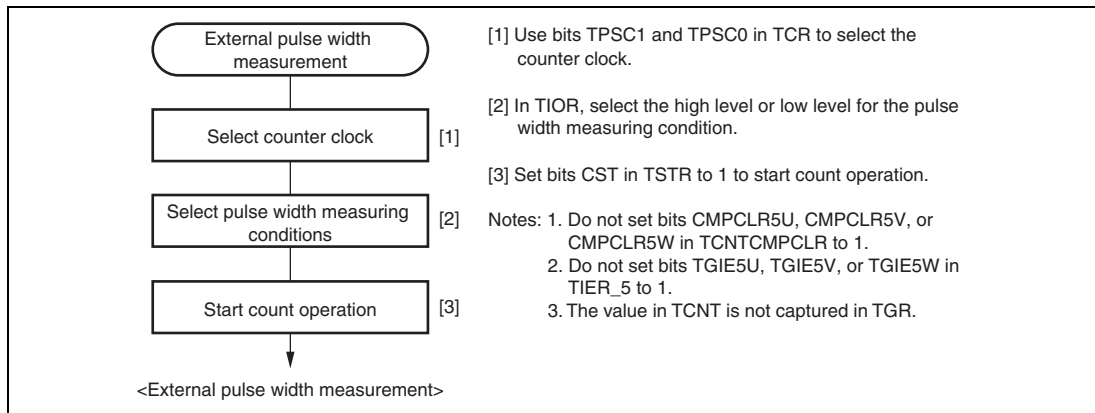 External pulse width
measurement
Select counter clock
[1]
Select pulse width measuring
conditions
[2]
Start count operation
[3]
<External pulse width measurement>
[1] Use bits TPSC1 and TPSC0 in TCR to select the
counter clock.
[2] In TIOR, select the high level or low level for the pulse
width measuring condition.
[3] Set bits CST in TSTR to 1 to start count operation.
Notes: 1. Do not set bits CMPCLR5U, CMPCLR5V, or
CMPCLR5W in TCNTCMPCLR to 1.
2. Do not set bits TGIE5U, TGIE5V, or TGIE5W in
TIER_5 to 1.
3. The value in TCNT is not captured in TGR.